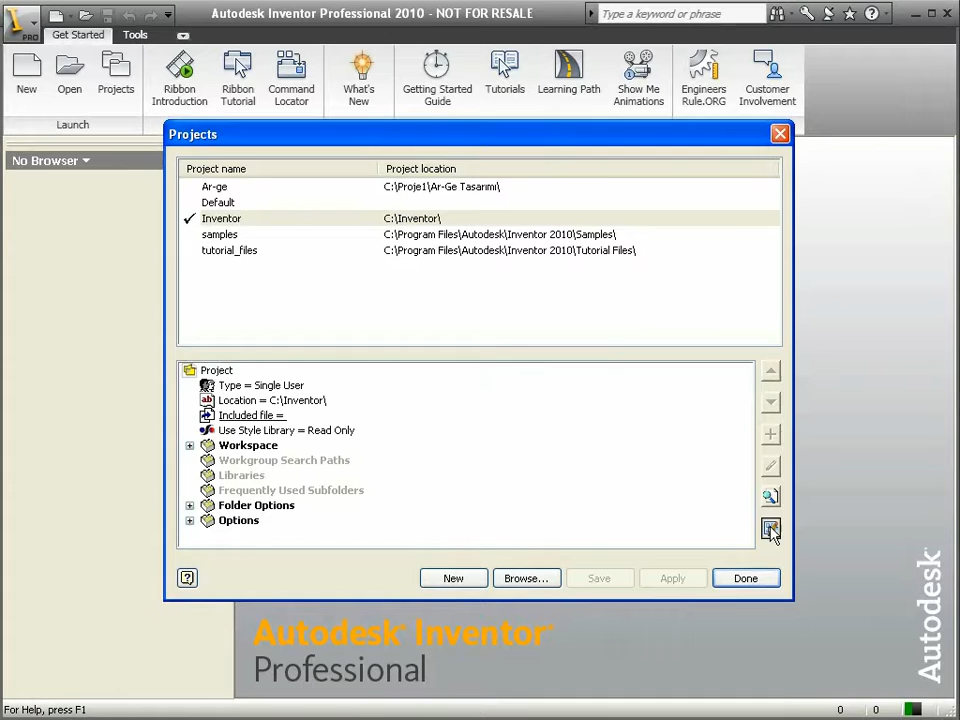 Autodesk Inventor Professional 2010 - NOT FOR RESALE
Type a keyword or phrase
PRO
Get Started
Tools
New
Open
Projects
Ribbon Introduction
Ribbon Tutorial
Command Locator
What's New
Getting Started Guide
Tutorials
Learning Path
Show Me Animations
Engineers Rule.ORG
Customer Involvement
Launch
No Browser
Projects
Project name Project location
Ar-ge C:\Proje1\Ar-Ge Tasarımı\
Default
Inventor C:\Inventor\
samples C:\Program Files\Autodesk\Inventor 2010\Samples\
tutorial_files C:\Program Files\Autodesk\Inventor 2010\Tutorial Files\
Project
Type = Single User
Location = C:\Inventor\
Included file =
Use Style Library = Read Only
Workspace
Workgroup Search Paths
Libraries
Frequently Used Subfolders
Folder Options
Options
New
Browse...
Save
Apply
Done
Autodesk Inventor
Professional
Autodesk
For Help, press F1
0
0